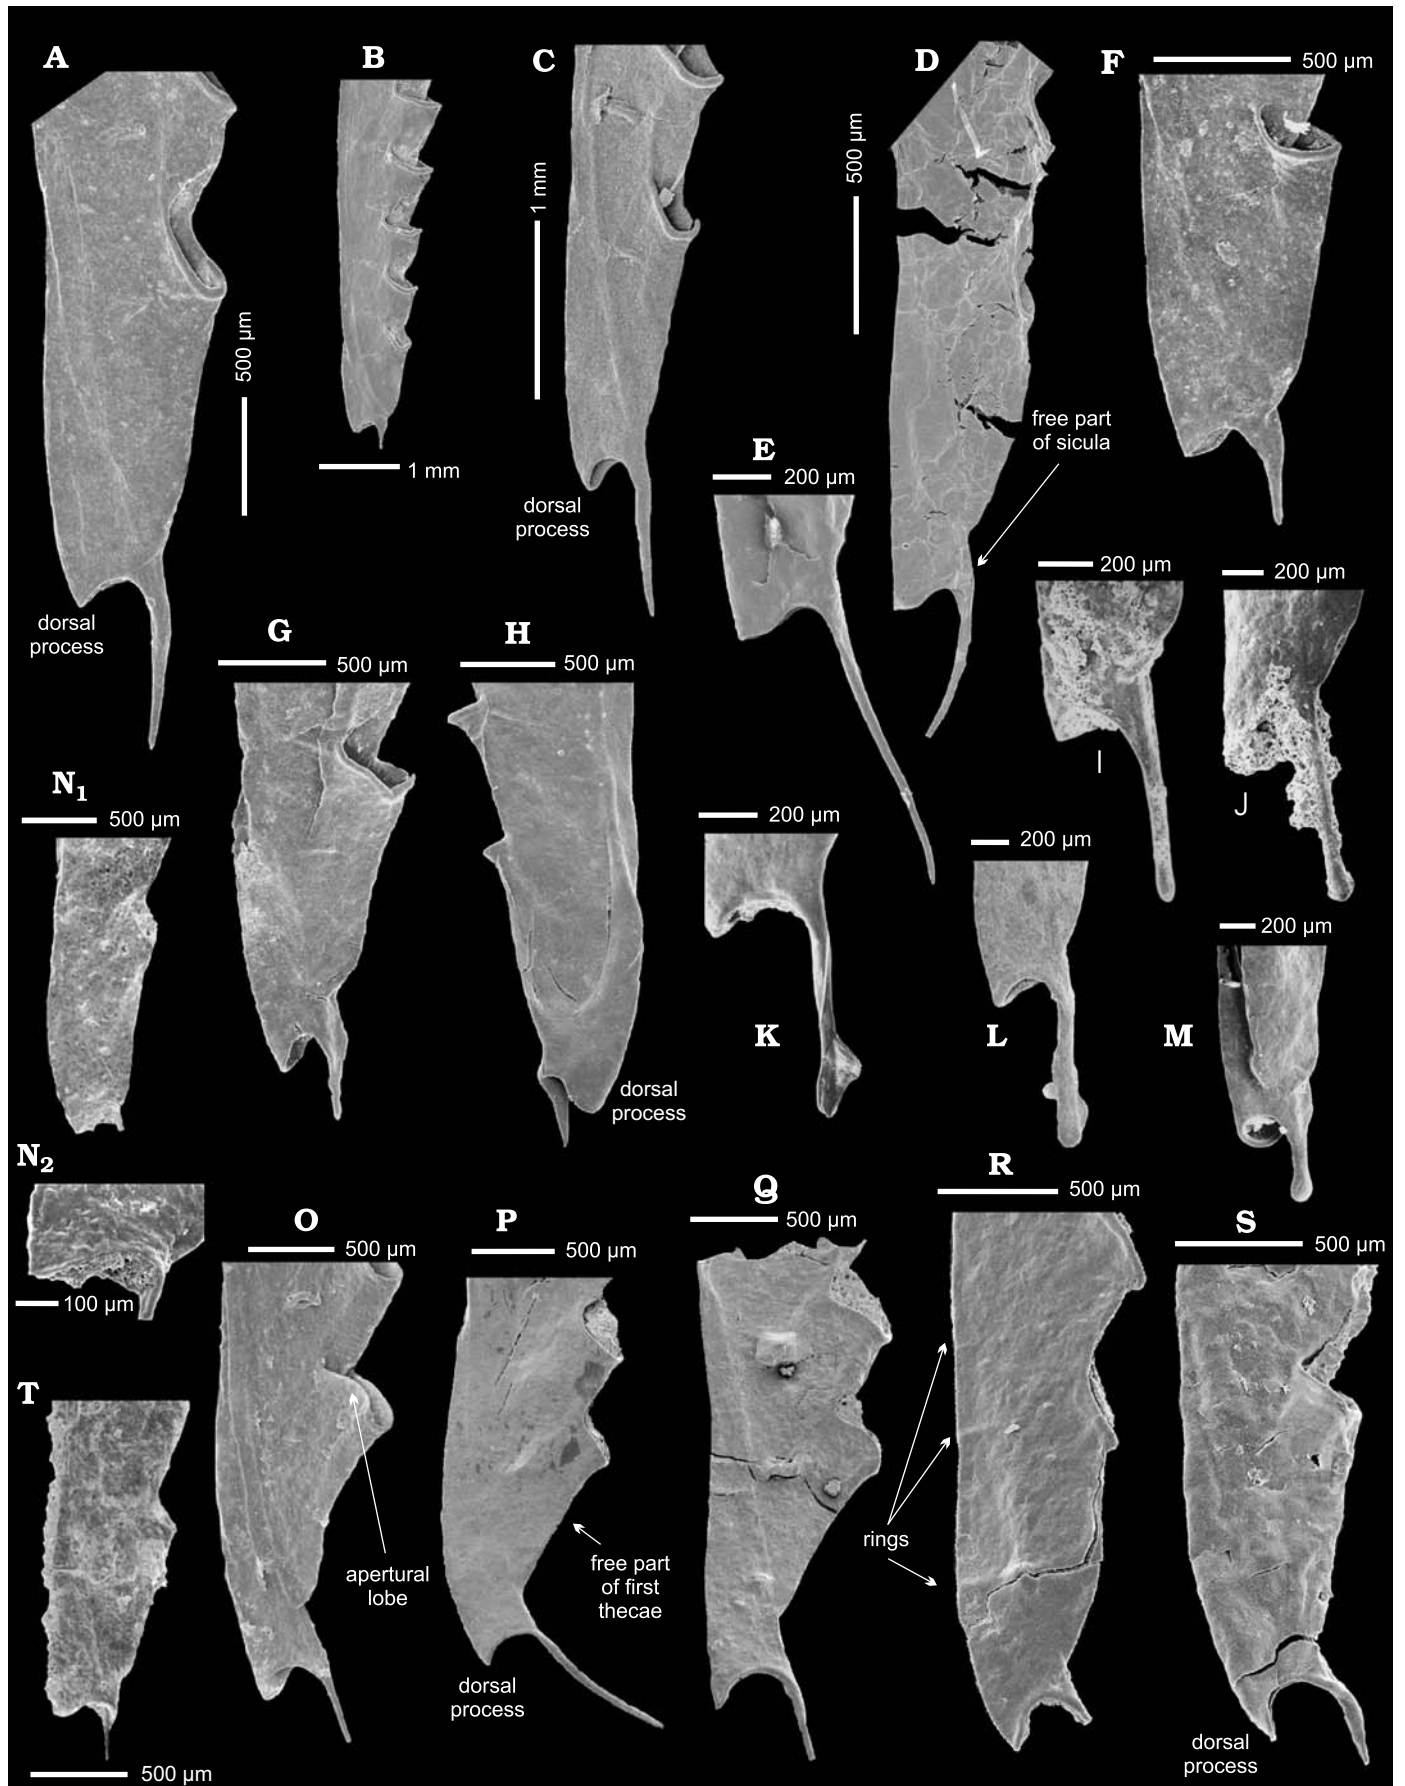 A
B
C
D
F
500 µm
500 µm
1 mm
500 µm
free part
of sicula
E
200 µm
1 mm
dorsal
process
200 µm
200 µm
I
J
dorsal
process
G
500 µm
H
500 µm
N1
500 µm
200 µm
K
200 µm
L
200 µm
M
dorsal
process
N2
100 µm
O
500 µm
P
500 µm
Q
500 µm
R
500 µm
S
500 µm
T
500 µm
apertural
lobe
free part
of first
thecae
rings
dorsal
process
dorsal
process